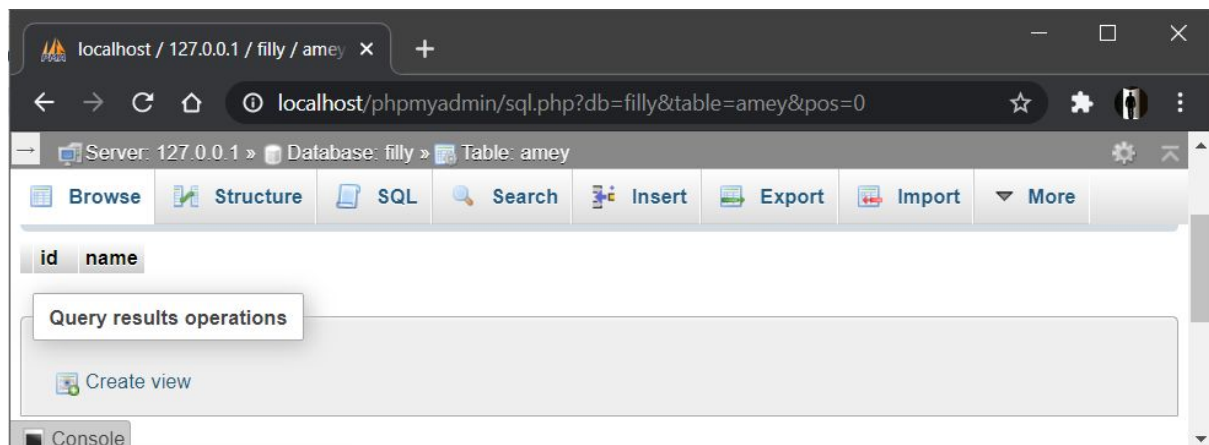 localhost / 127.0.0.1 / filly / amey
localhost/phpmyadmin/sql.php?db=filly&table=amey&pos=0
Server: 127.0.0.1 » Database: filly » Table: amey
Browse Structure SQL Search Insert Export Import More
id name
Query results operations
Create view
Console